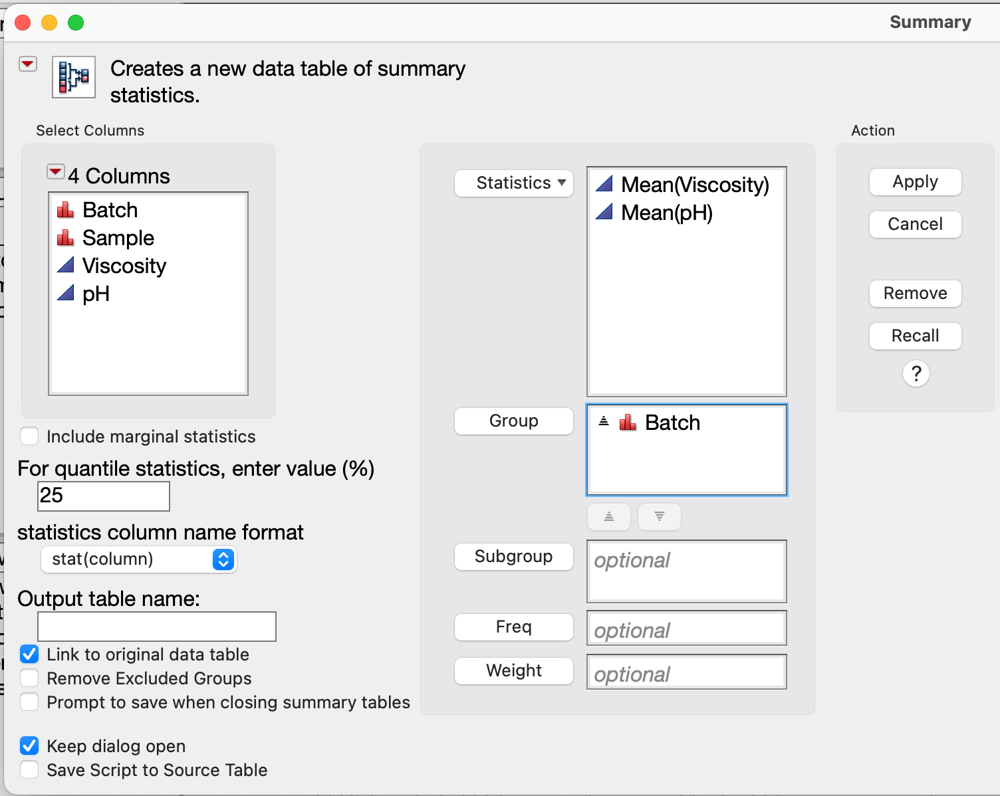 Summary
Creates a new data table of summary
statistics.
Select Columns
4 Columns
Batch
Sample
Viscosity
pH
Include marginal statistics
For quantile statistics, enter value (%)
25
statistics column name format
stat(column)
Output table name:
Link to original data table
Remove Excluded Groups
Prompt to save when closing summary tables
Keep dialog open
Save Script to Source Table
Statistics
Mean(Viscosity)
Mean(pH)
Group
Batch
Subgroup
optional
Freq
optional
Weight
optional
Action
Apply
Cancel
Remove
Recall
?